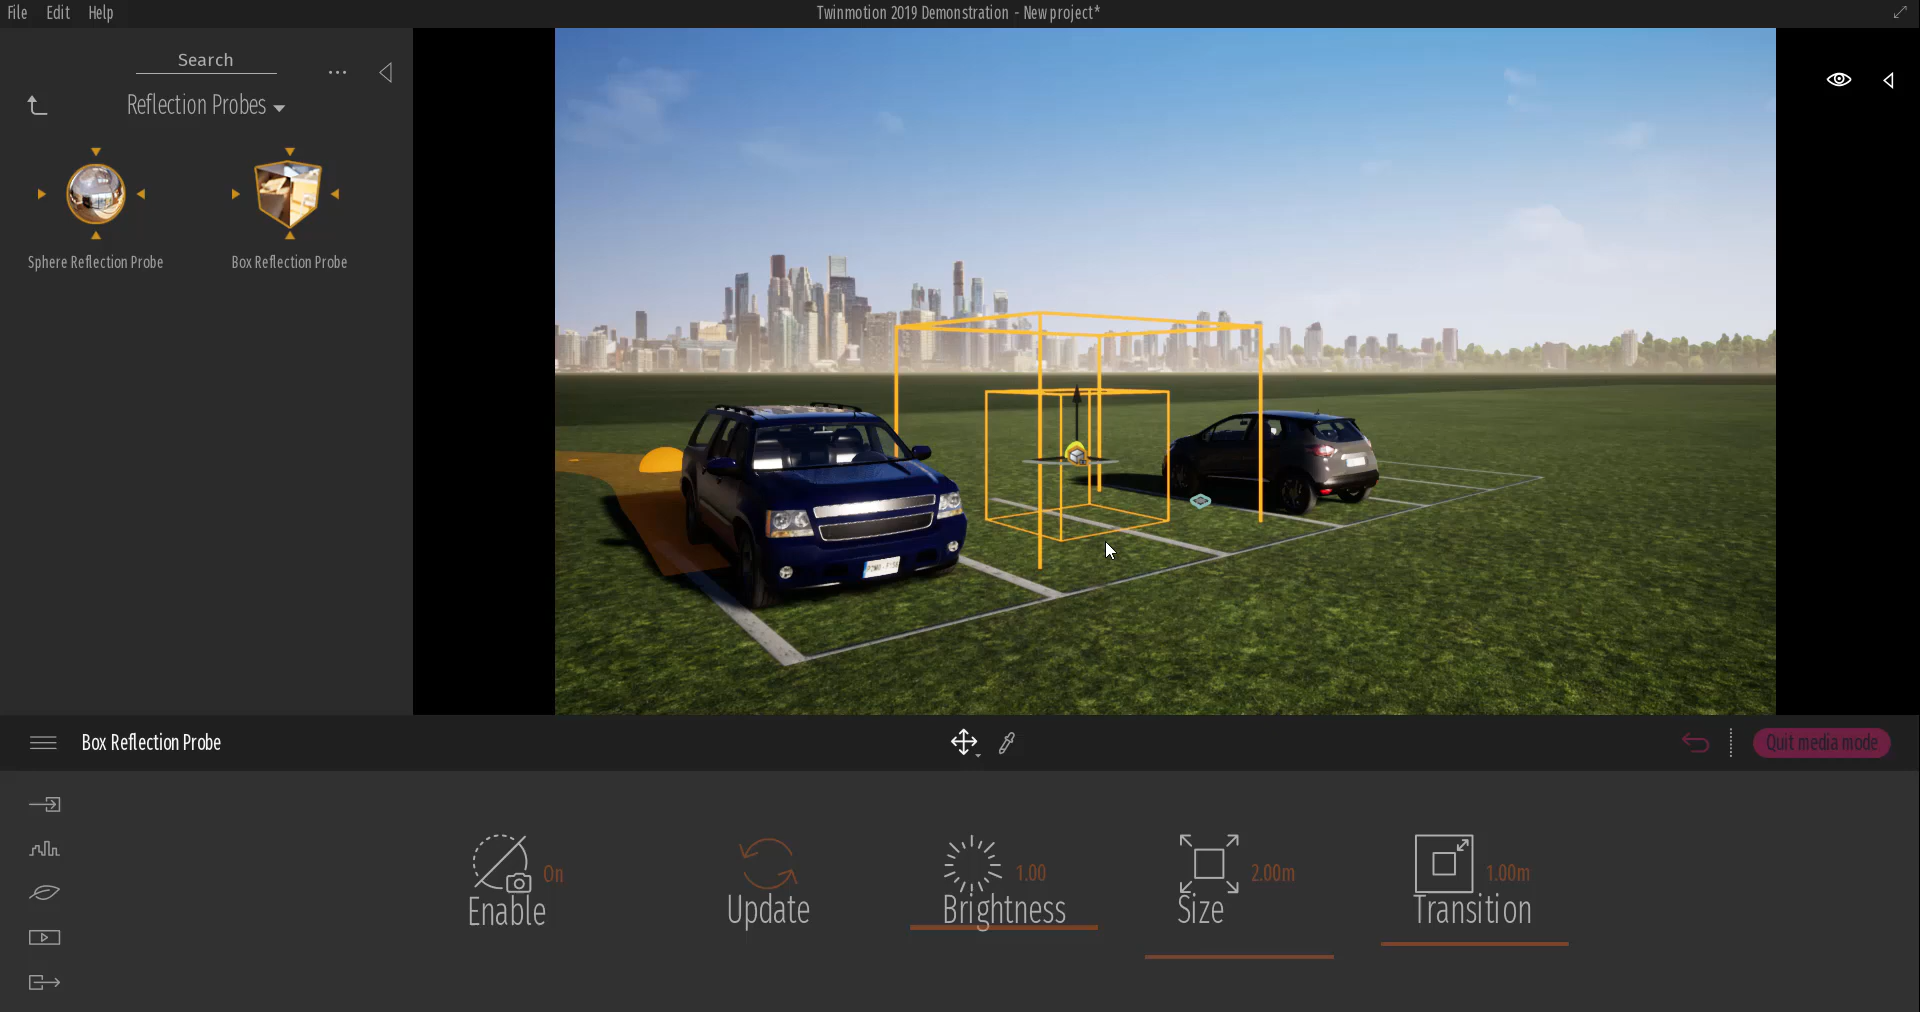 File Edit Help
Twinmotion 2019 Demonstration - New project*
Search
Reflection Probes
Sphere Reflection Probe
Box Reflection Probe
Box Reflection Probe
Quit media mode
On
Enable
Update
1.00
Brightness
2.00m
Size
1.00m
Transition